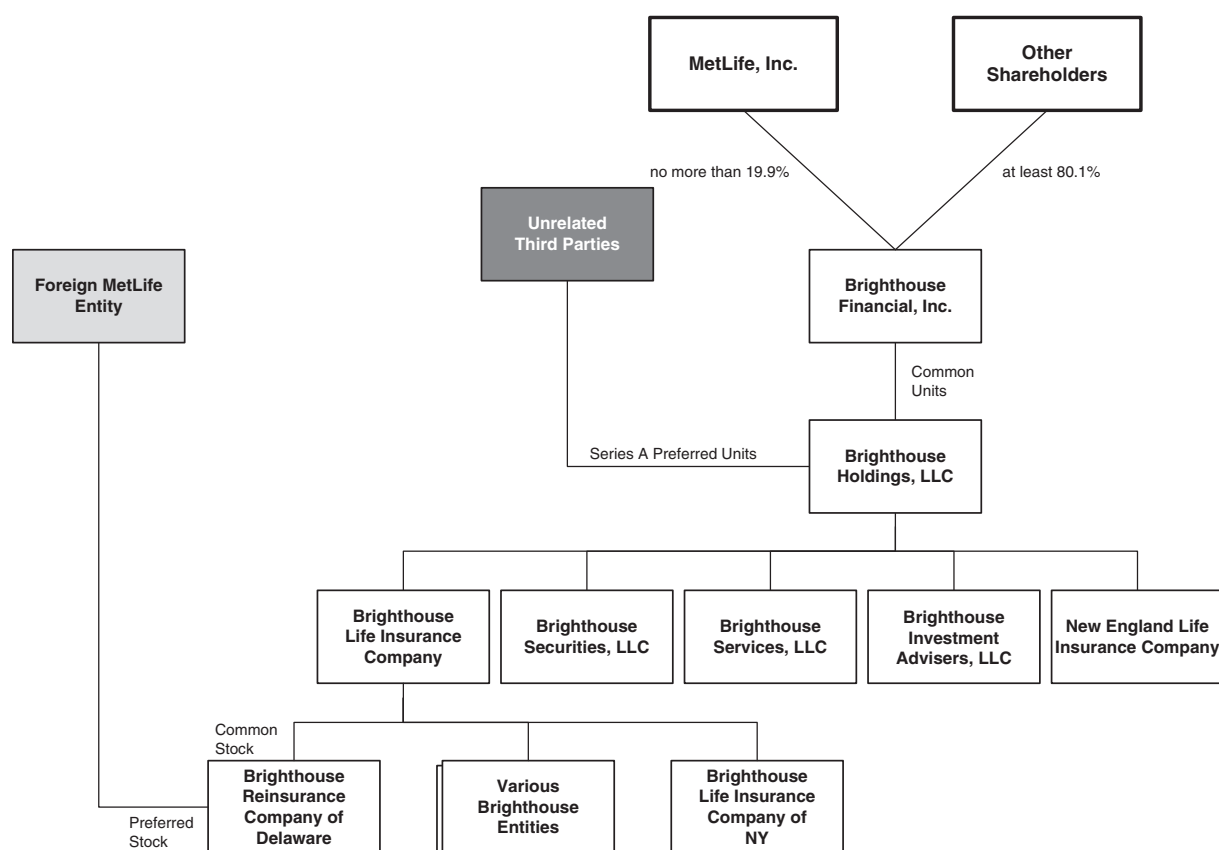 MetLife, Inc.
Other
Shareholders
no more than 19.9%
at least 80.1%
Unrelated
Third Parties
Foreign MetLife
Entity
Brighthouse
Financial, Inc.
Common
Units
Series A Preferred Units
Brighthouse
Holdings, LLC
Brighthouse
Life Insurance
Company
Brighthouse
Securities, LLC
Brighthouse
Services, LLC
Brighthouse
Investment
Advisers, LLC
New England Life
Insurance Company
Common
Stock
Preferred
Stock
Brighthouse
Reinsurance
Company of
Delaware
Various
Brighthouse
Entities
Brighthouse
Life Insurance
Company of
NY